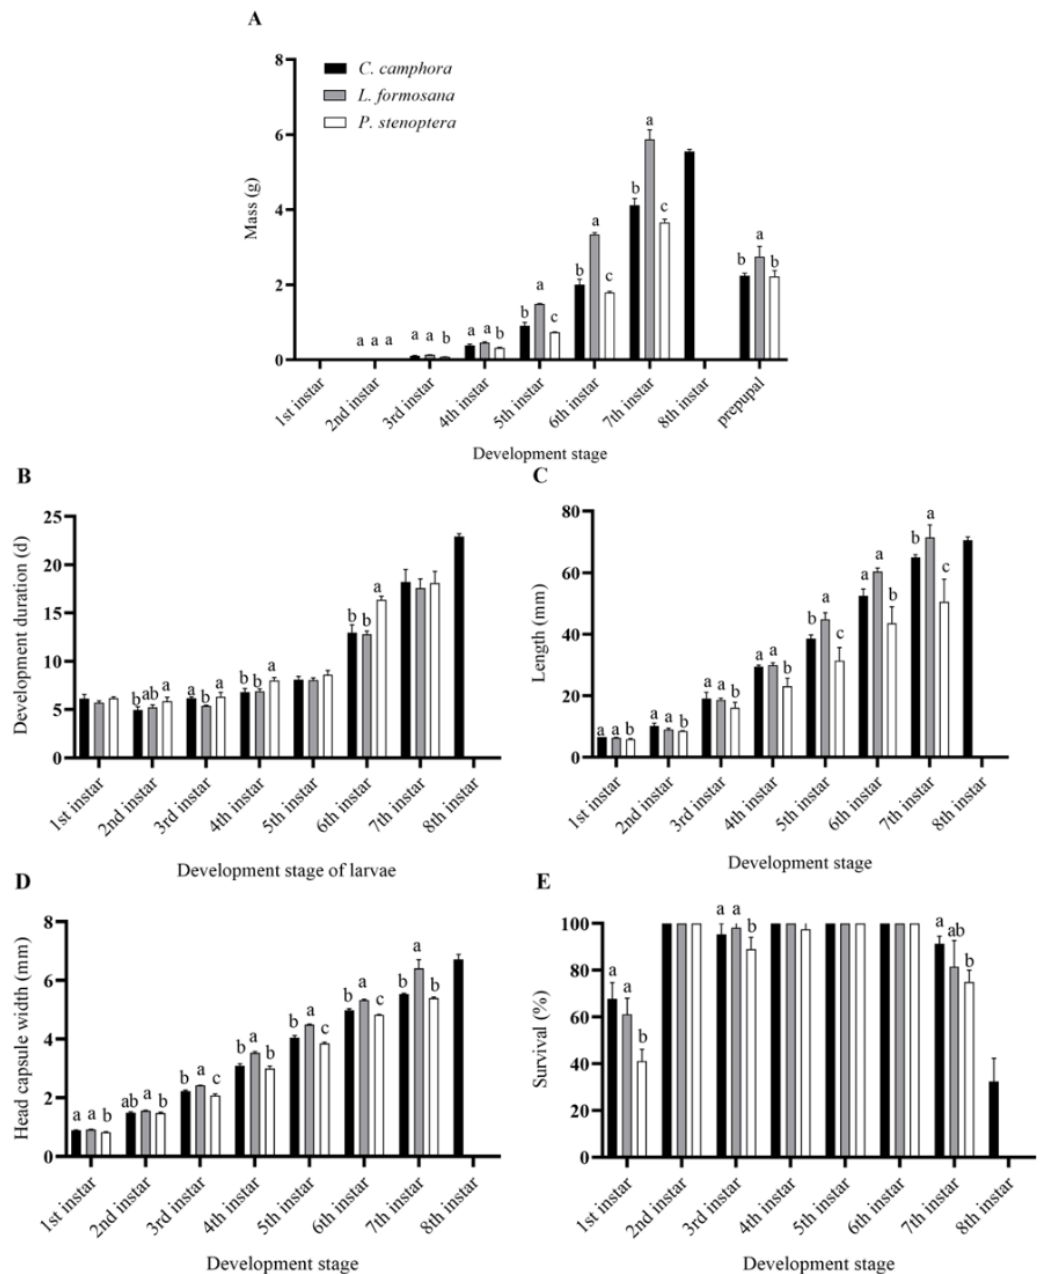 A
8
6
4
2
0
Mass (g)
C. camphora
L. formosana
P. stenoptera
a a a
a a b
a a b
b a c
b a c
b a c
b a b
1st instar
2nd instar
3rd instar
4th instar
5th instar
6th instar
7th instar
8th instar
prepupal
Development stage
B
25
20
15
10
5
0
Development duration (d)
b ab a
a b a
b b a
b b a
1st instar
2nd instar
3rd instar
4th instar
5th instar
6th instar
7th instar
8th instar
Development stage of larvae
C
80
60
40
20
0
Length (mm)
a a b
a a b
a a b
a a b
b a c
a a b
b a c
1st instar
2nd instar
3rd instar
4th instar
5th instar
6th instar
7th instar
8th instar
Development stage
D
8
6
4
2
0
Head capsule width (mm)
a a b
ab a b
b a c
b a b
b a c
b a c
b a b
1st instar
2nd instar
3rd instar
4th instar
5th instar
6th instar
7th instar
8th instar
Development stage
E
100
80
60
40
20
0
Survival (%)
a a b
a a b
a ab b
1st instar
2nd instar
3rd instar
4th instar
5th instar
6th instar
7th instar
8th instar
Development stage